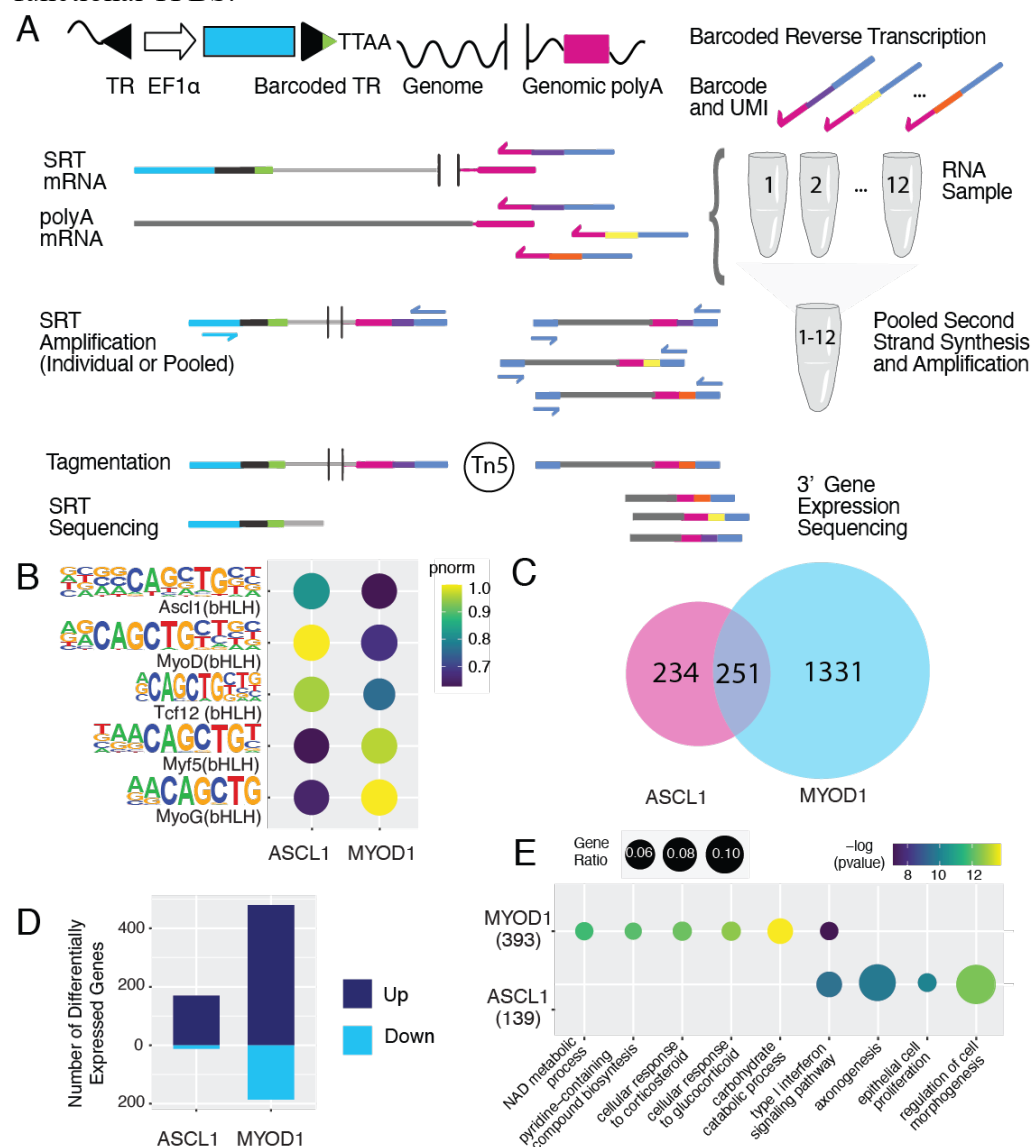 A
TR
EF1α
Barcoded TR
TTAA
Genome
Genomic polyA
Barcoded Reverse Transcription
Barcode
and UMI
...
SRT
mRNA
polyA
mRNA
1
2
...
12
RNA
Sample
SRT
Amplification
(Individual or Pooled)
1-12
Pooled Second
Strand Synthesis
and Amplification
Tagmentation
Tn5
SRT
Sequencing
3' Gene
Expression
Sequencing
B
Ascl1(bHLH)
MyoD(bHLH)
Tcf12 (bHLH)
Myf5(bHLH)
MyoG(bHLH)
ASCL1
MYOD1
pnorm
1.0
0.9
0.8
0.7
C
234
251
1331
ASCL1
MYOD1
D
Number of Differentially
Expressed Genes
400
200
0
200
ASCL1
MYOD1
Up
Down
E
Gene
Ratio
0.06
0.08
0.10
–log
(pvalue)
8
10
12
MYOD1
(393)
ASCL1
(139)
NAD metabolic
process
pyridine–containing
compound biosyntesis
cellular response
to corticosteroid
cellular response
to glucocorticoid
carbohydrate
catabolic process
type I interferon
signaling pathway
axonogenesis
epithelial cell
proliferation
regulation of cell
morphogenesis